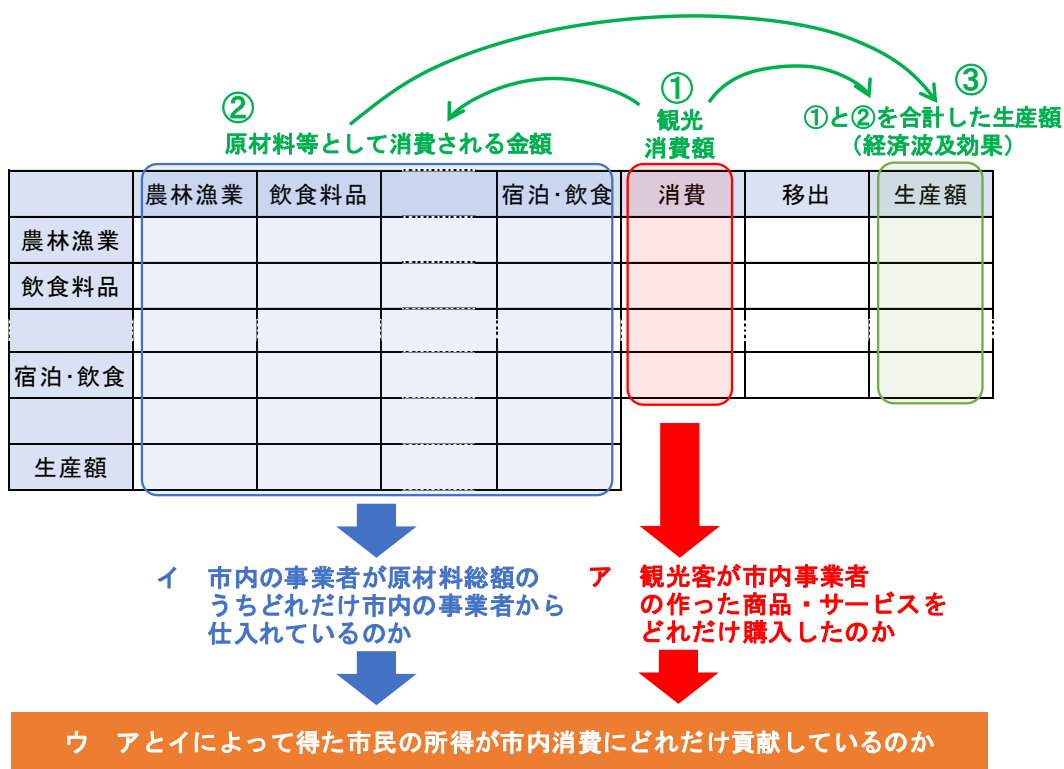 ①
②
③
観光
消費額
原材料等として消費される金額
①と②を合計した生産額
（経済波及効果）
農林漁業 飲食料品 宿泊・飲食 消費 移出 生産額
農林漁業
飲食料品
宿泊・飲食
生産額
イ 市内の事業者が原材料総額の
うちどれだけ市内の事業者から
仕入れているのか
ア 観光客が市内事業者
の作った商品・サービスを
どれだけ購入したのか
ウ アとイによって得た市民の所得が市内消費にどれだけ貢献しているのか